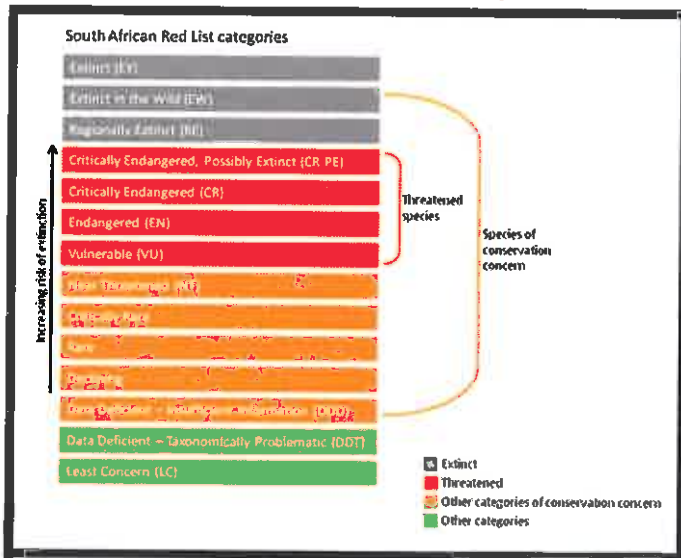 South African Red List categories
Extinct (EX)
Extinct in the Wild (EW)
Regionally Extinct (RE)
Critically Endangered, Possibly Extinct (CR PE)
Critically Endangered (CR)
Endangered (EN)
Vulnerable (VU)
Data Deficient – Taxonomically Problematic (DDT)
Least Concern (LC)
Increasing risk of extinction
Threatened
species
Species of
conservation
concern
Extinct
Threatened
Other categories of conservation concern
Other categories